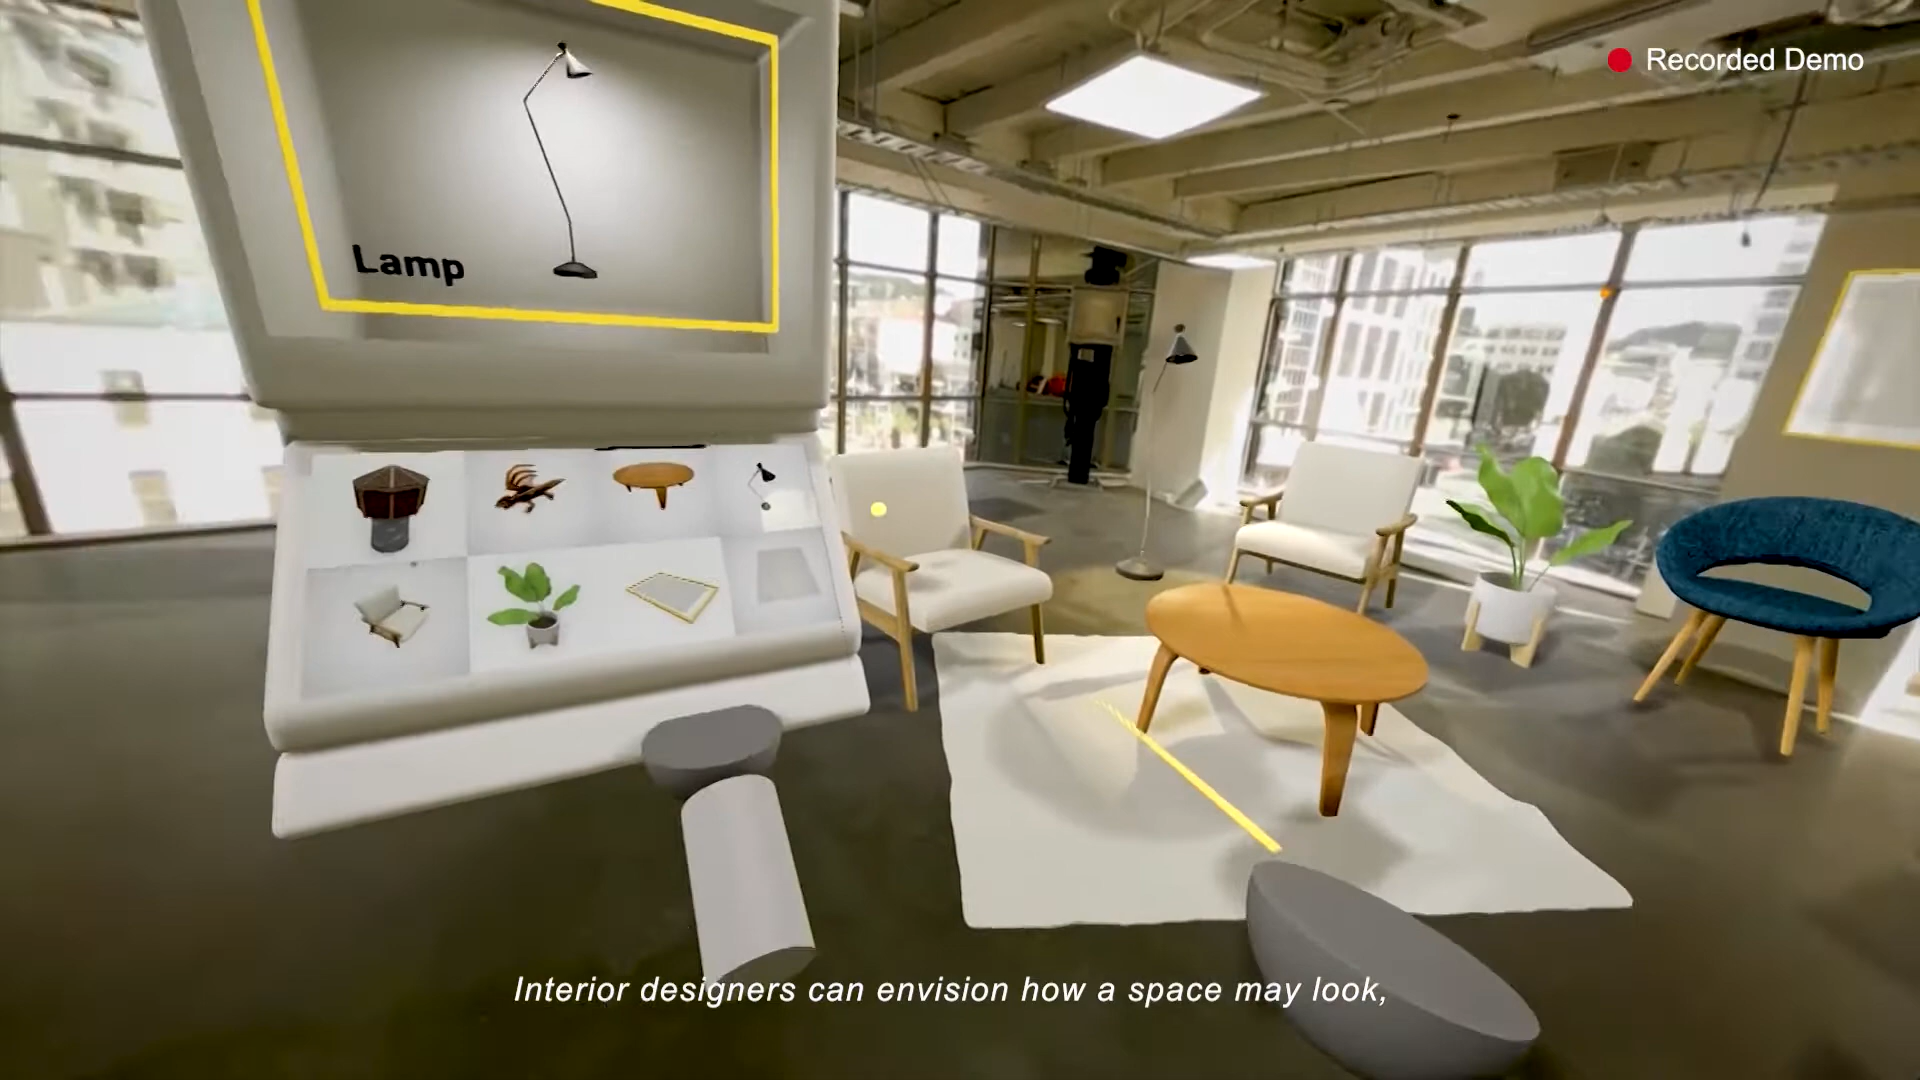 Recorded Demo
Lamp
Interior designers can envision how a space may look,